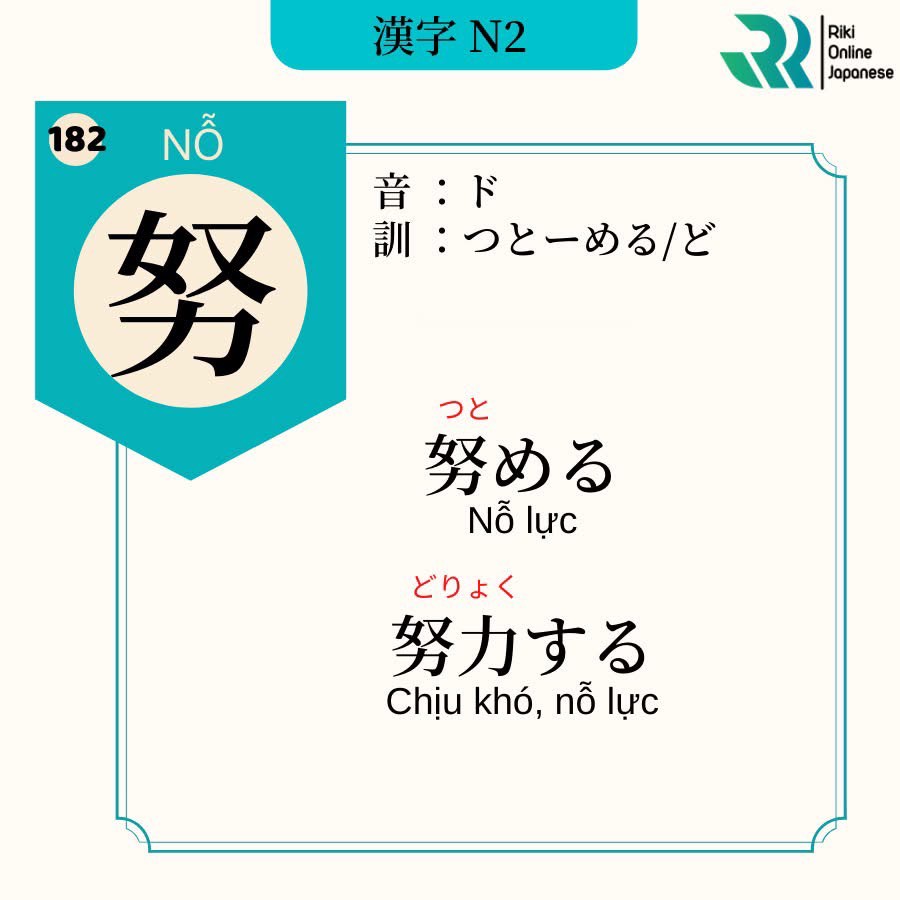 漢字 N2
Riki
Online
Japanese
182
NỖ
努
音 ：ド
訓 ：つとーめる/ど
つと
努める
Nỗ lực
どりょく
努力する
Chịu khó, nỗ lực